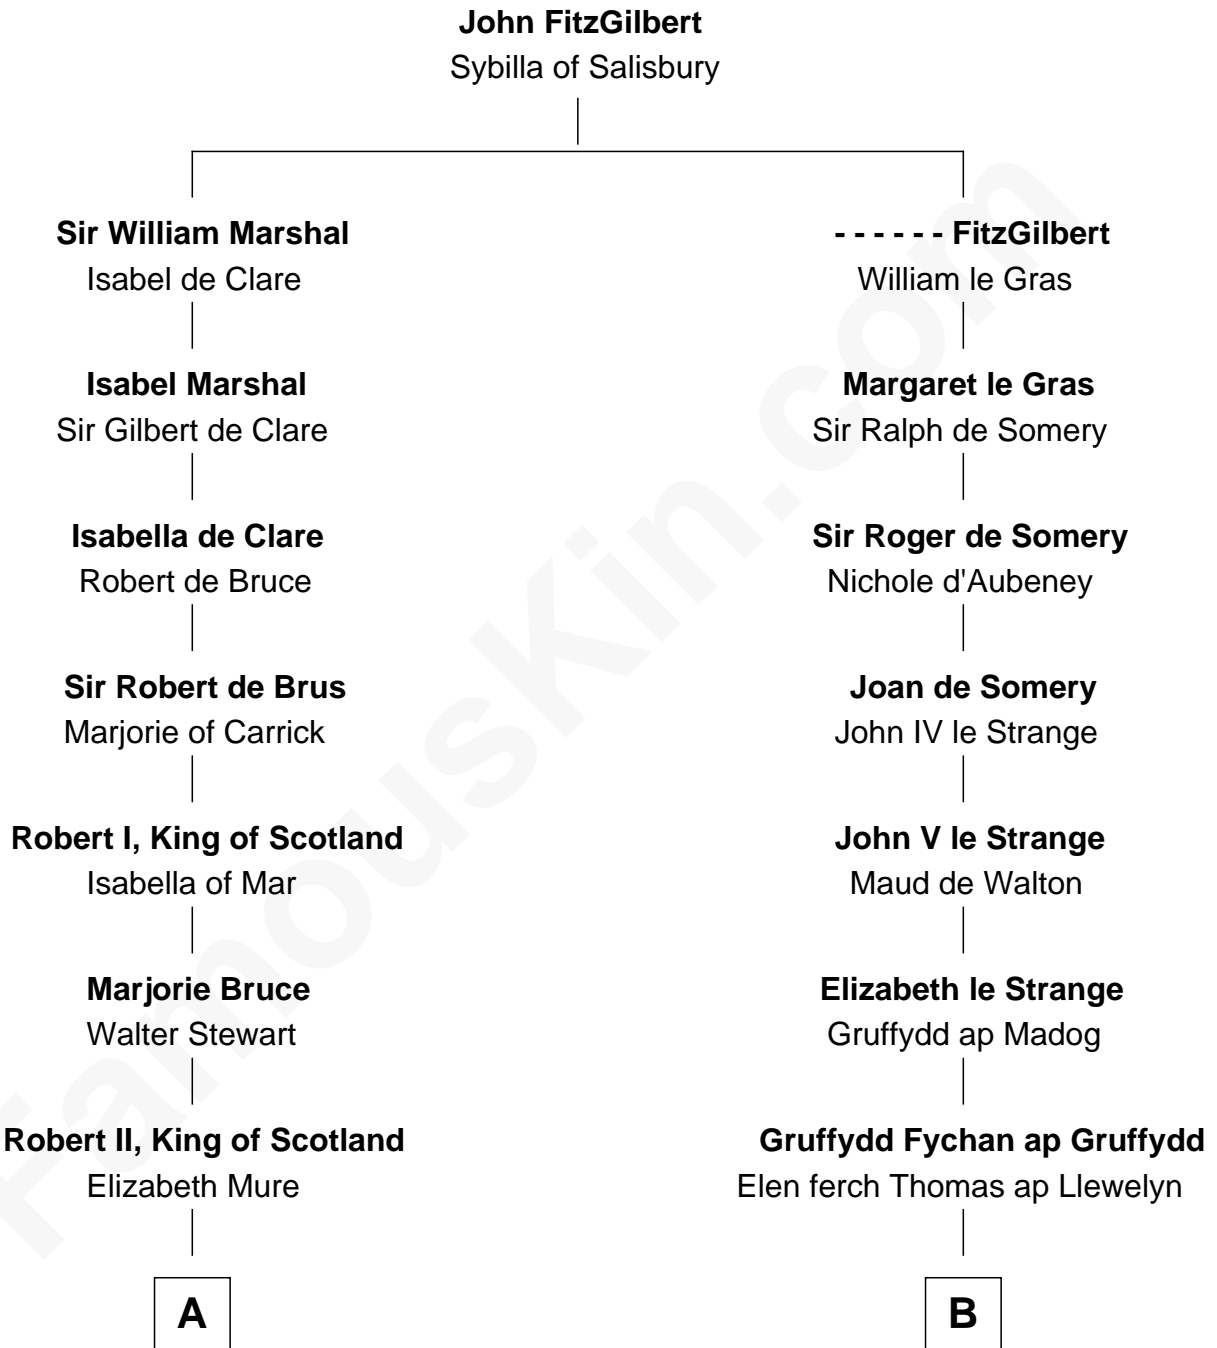 John FitzGilbert
Sybilla of Salisbury
Sir William Marshal
Isabel de Clare
- - - - - - FitzGilbert
William le Gras
Isabel Marshal
Sir Gilbert de Clare
Margaret le Gras
Sir Ralph de Somery
Isabella de Clare
Robert de Bruce
Sir Roger de Somery
Nichole d'Aubeney
Sir Robert de Brus
Marjorie of Carrick
Joan de Somery
John IV le Strange
Robert I, King of Scotland
Isabella of Mar
John V le Strange
Maud de Walton
Marjorie Bruce
Walter Stewart
Elizabeth le Strange
Gruffydd ap Madog
Robert II, King of Scotland
Elizabeth Mure
Gruffydd Fychan ap Gruffydd
Elen ferch Thomas ap Llewelyn
A
B
FamousKin.com